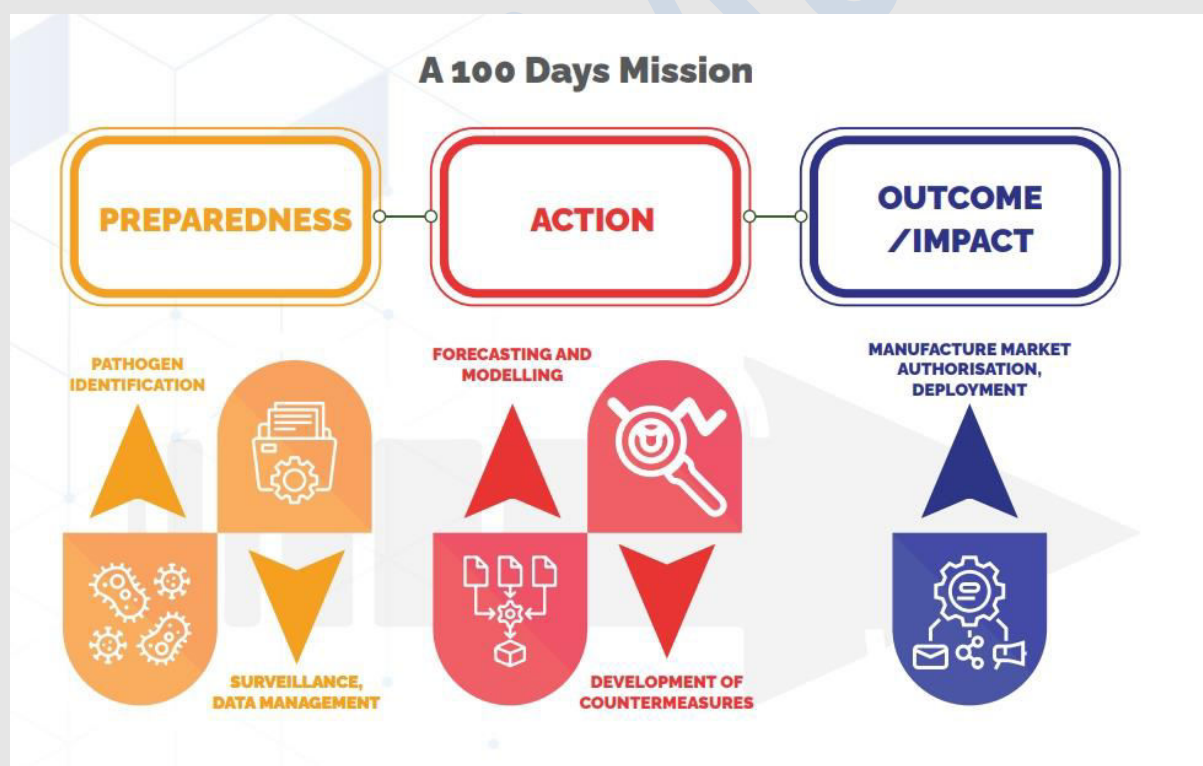 A 100 Days Mission
PREPAREDNESS
ACTION
OUTCOME
/IMPACT
PATHOGEN
IDENTIFICATION
SURVEILLANCE,
DATA MANAGEMENT
FORECASTING AND
MODELLING
DEVELOPMENT OF
COUNTERMEASURES
MANUFACTURE MARKET
AUTHORISATION,
DEPLOYMENT